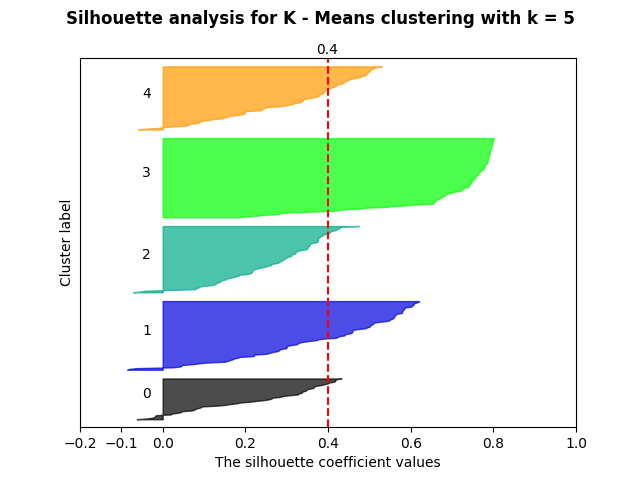 Silhouette analysis for K - Means clustering with k = 5
0.4
4
3
2
1
0
Cluster label
−0.2 −0.1 0.0 0.2 0.4 0.6 0.8 1.0
The silhouette coefficient values